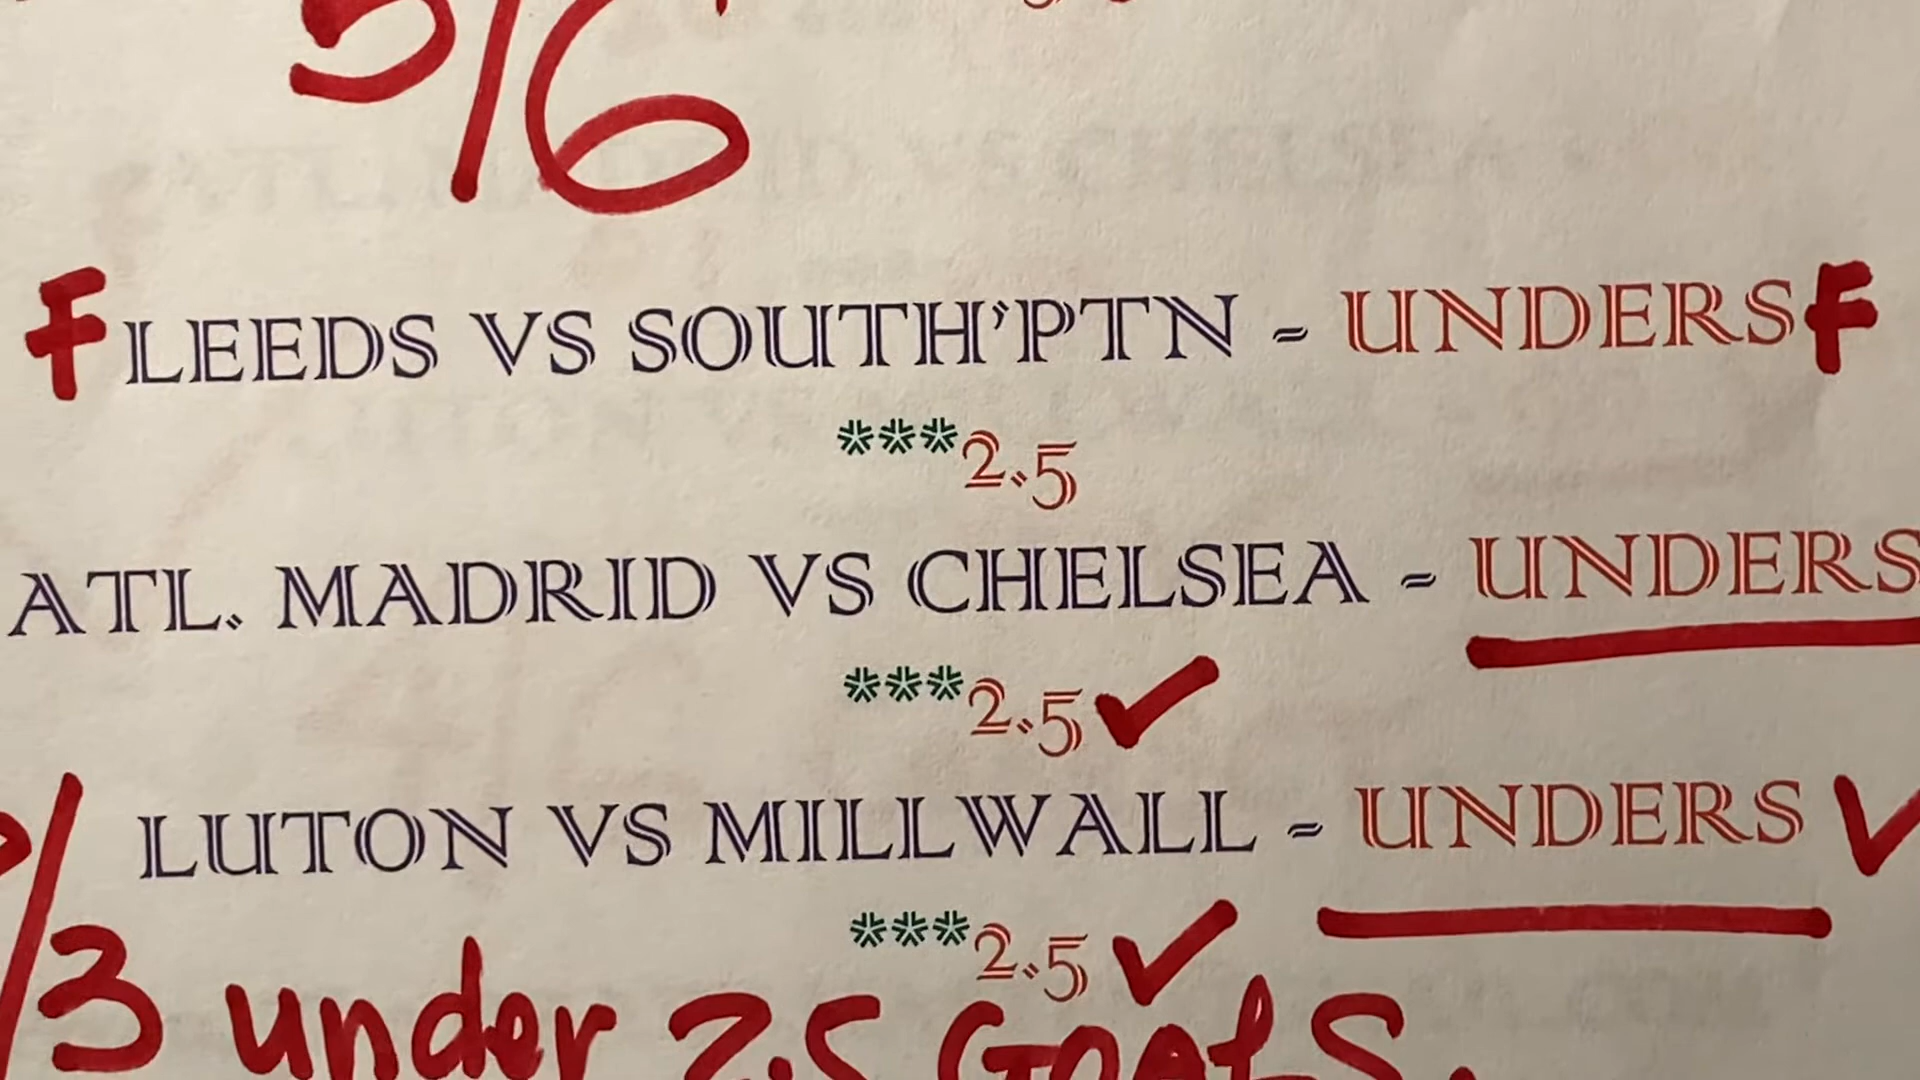 5/6
F LEEDS VS SOUTH'PTN - UNDERS F
***2.5
ATL. MADRID VS CHELSEA - UNDERS
***2.5 ✓
LUTON VS MILLWALL - UNDERS ✓
***2.5 ✓
/3 under 2.5 Goals.